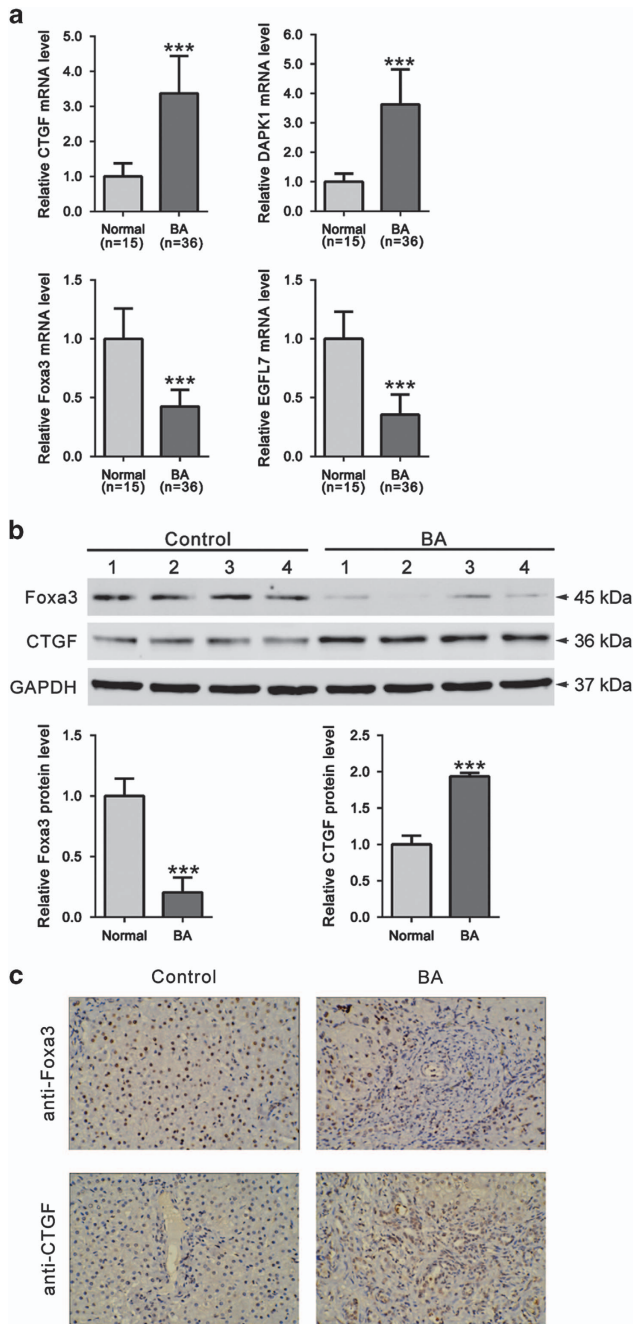 a
Relative CTGF mRNA level
5.0
4.0
3.0
2.0
1.0
0.0
***
Normal
(n=15)
BA
(n=36)
Relative DAPK1 mRNA level
6.0
5.0
4.0
3.0
2.0
1.0
0.0
***
Normal
(n=15)
BA
(n=36)
Relative Foxa3 mRNA level
1.5
1.0
0.5
0.0
***
Normal
(n=15)
BA
(n=36)
Relative EGFL7 mRNA level
1.5
1.0
0.5
0.0
***
Normal
(n=15)
BA
(n=36)
b
Control BA
1 2 3 4 1 2 3 4
Foxa3 45 kDa
CTGF 36 kDa
GAPDH 37 kDa
Relative Foxa3 protein level
1.5
1.0
0.5
0.0
***
Normal BA
Relative CTGF protein level
2.5
2.0
1.5
1.0
0.5
0.0
***
Normal BA
c
Control BA
anti-Foxa3
anti-CTGF